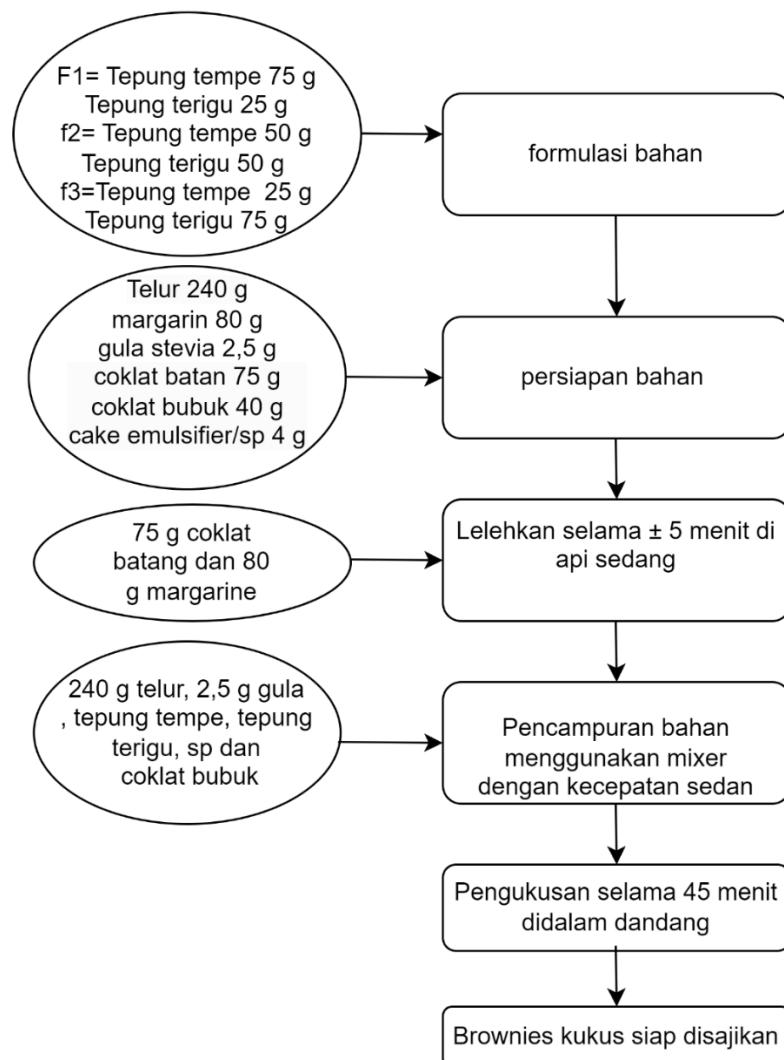 F1= Tepung tempe 75 g
Tepung terigu 25 g
f2= Tepung tempe 50 g
Tepung terigu 50 g
f3=Tepung tempe 25 g
Tepung terigu 75 g
formulasi bahan
Telur 240 g
margarin 80 g
gula stevia 2,5 g
coklat batan 75 g
coklat bubuk 40 g
cake emulsifier/sp 4 g
persiapan bahan
75 g coklat
batang dan 80
g margarine
Lelehkan selama ± 5 menit di
api sedang
240 g telur, 2,5 g gula
, tepung tempe, tepung
terigu, sp dan
coklat bubuk
Pencampuran bahan
menggunakan mixer
dengan kecepatan sedan
Pengukusan selama 45 menit
didalam dandang
Brownies kukus siap disajikan